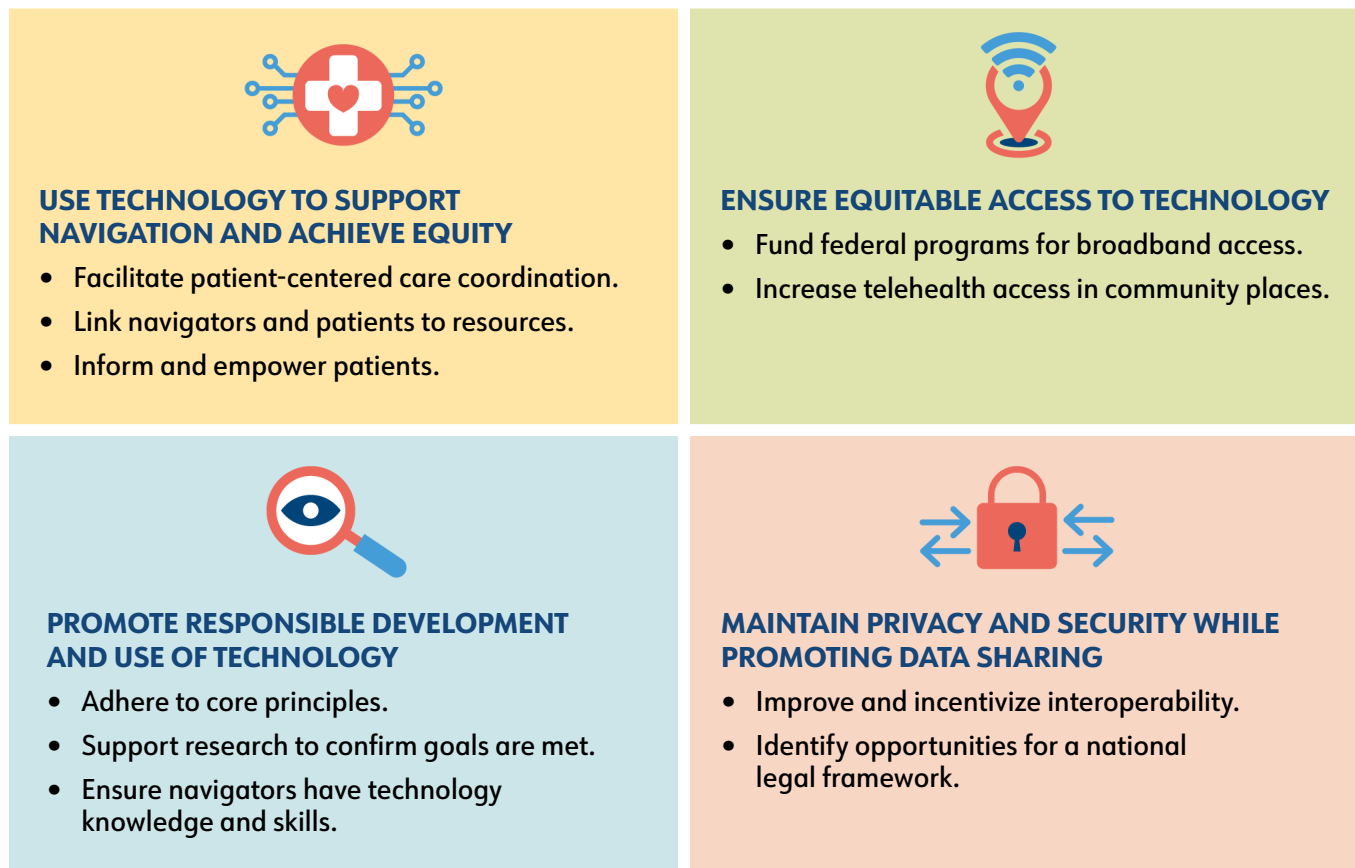 USE TECHNOLOGY TO SUPPORT
NAVIGATION AND ACHIEVE EQUITY
• Facilitate patient-centered care coordination.
• Link navigators and patients to resources.
• Inform and empower patients.
ENSURE EQUITABLE ACCESS TO TECHNOLOGY
• Fund federal programs for broadband access.
• Increase telehealth access in community places.
PROMOTE RESPONSIBLE DEVELOPMENT
AND USE OF TECHNOLOGY
• Adhere to core principles.
• Support research to confirm goals are met.
• Ensure navigators have technology
knowledge and skills.
MAINTAIN PRIVACY AND SECURITY WHILE
PROMOTING DATA SHARING
• Improve and incentivize interoperability.
• Identify opportunities for a national
legal framework.